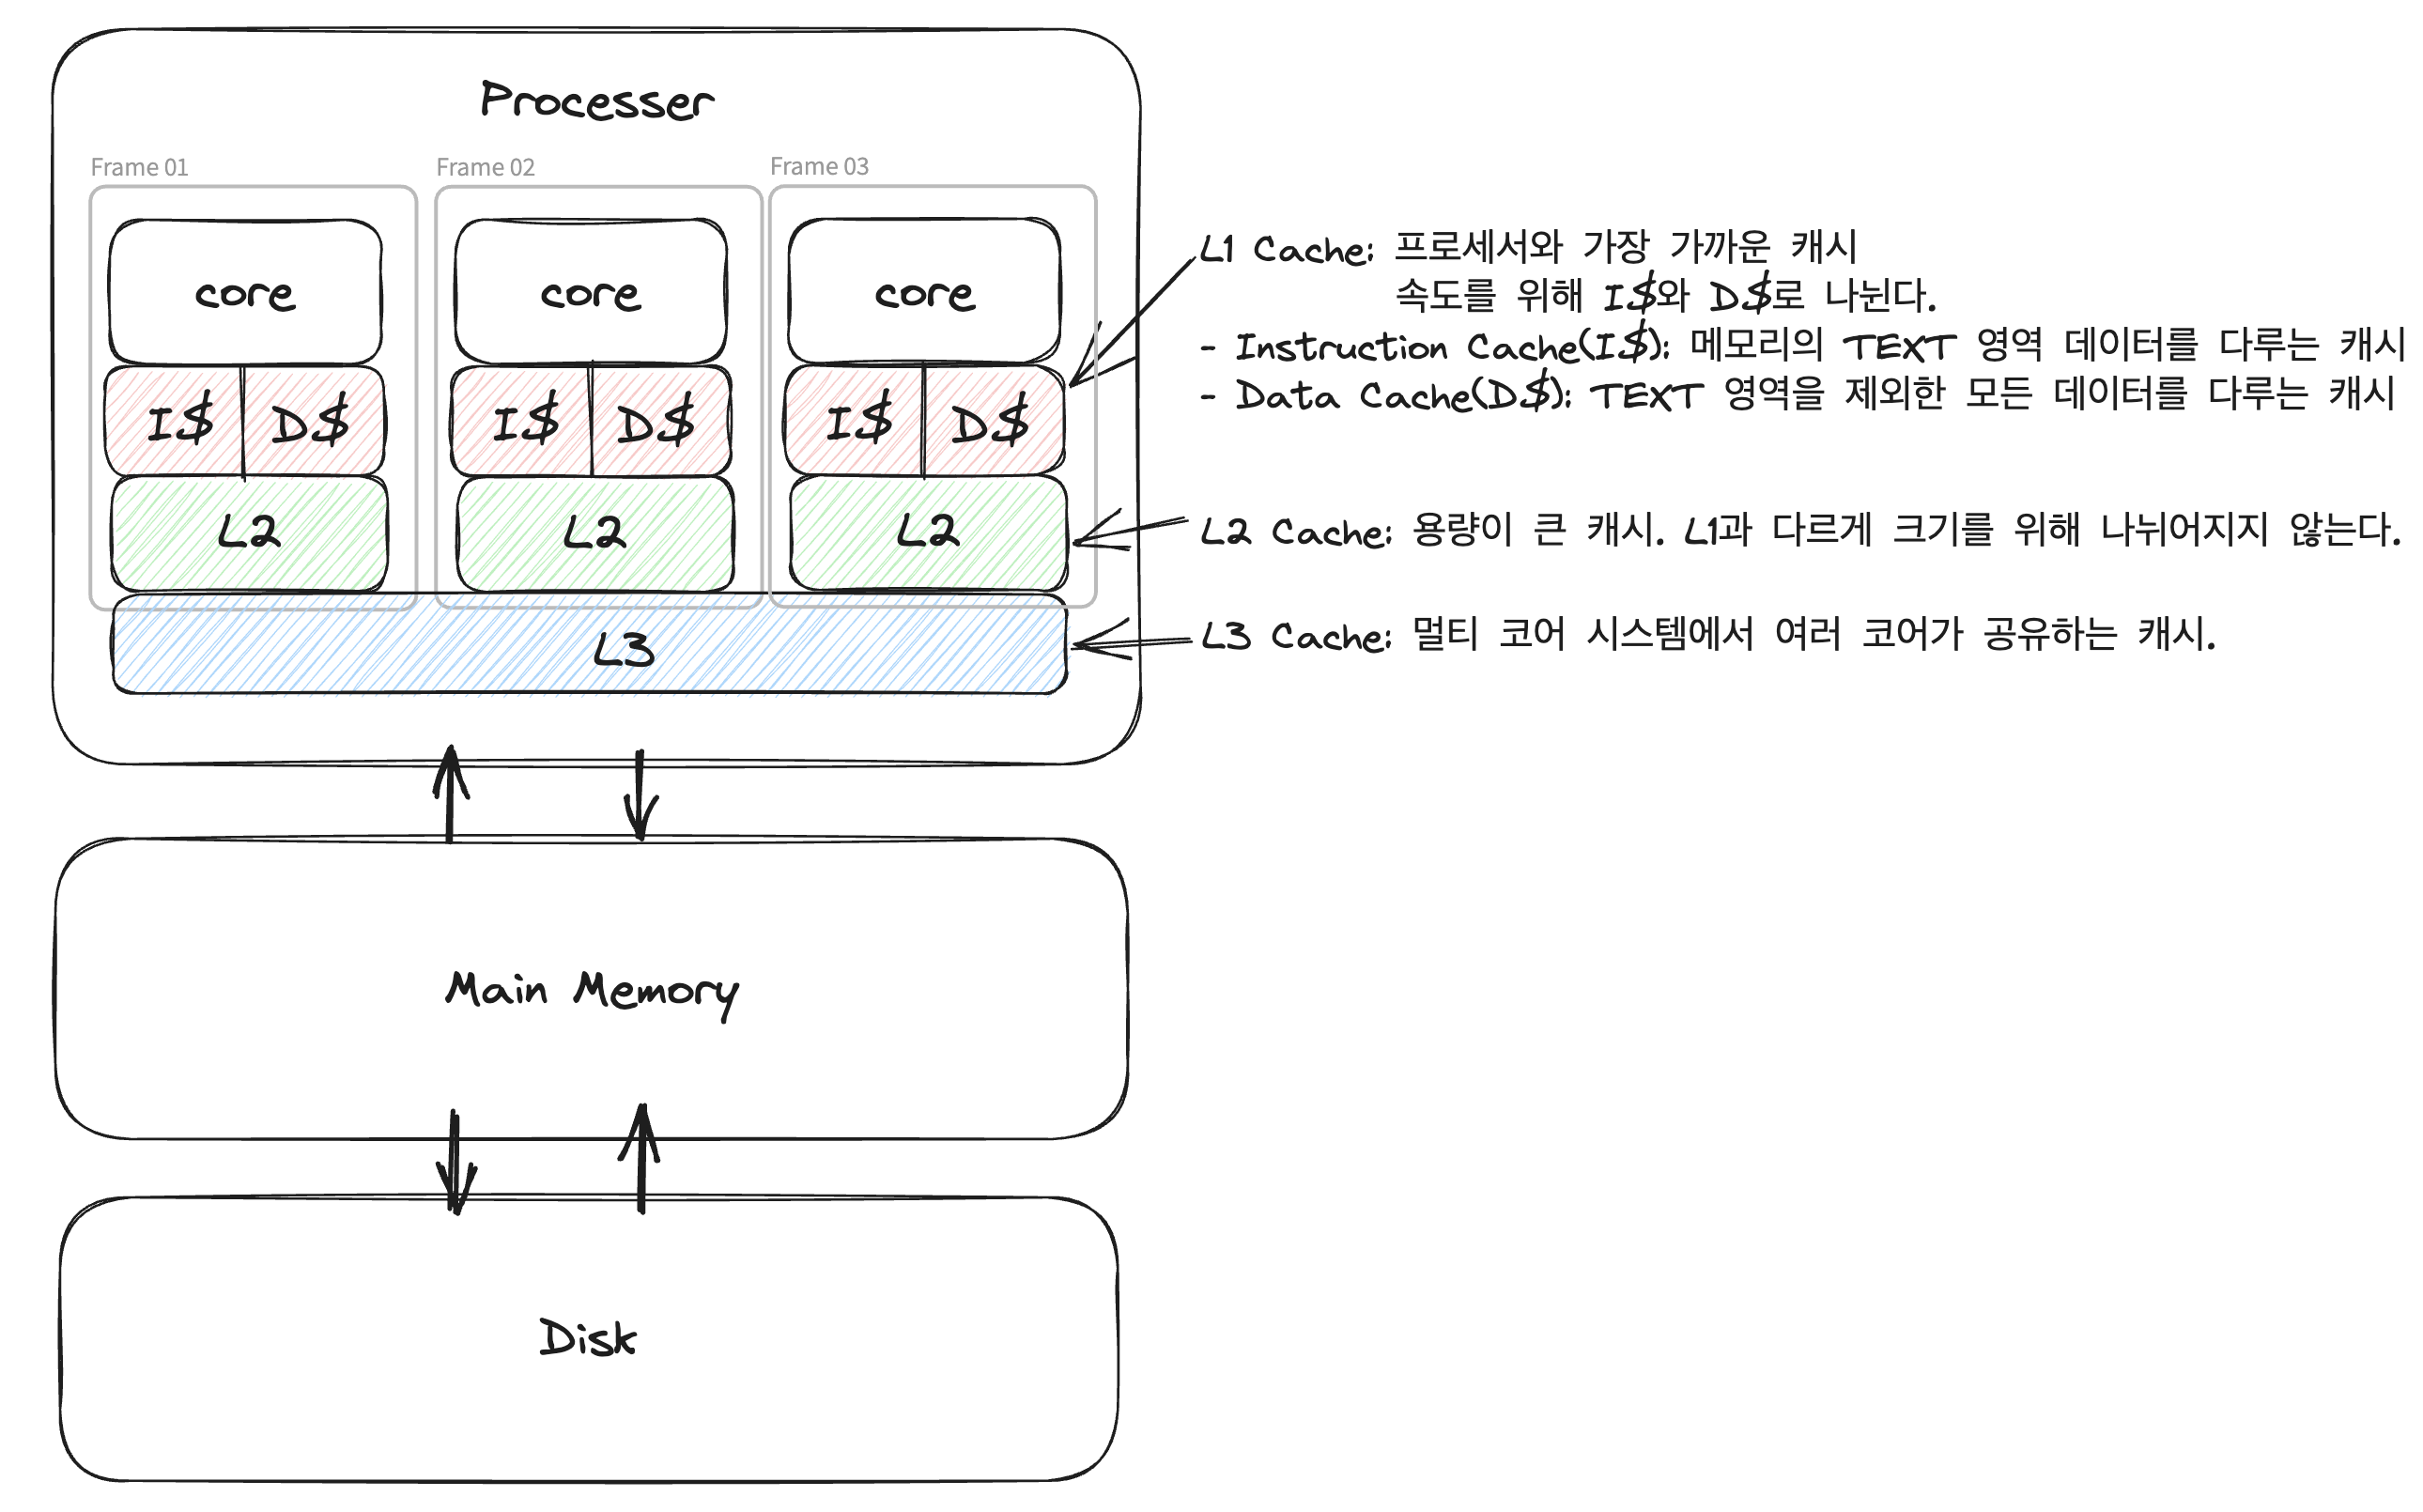 Processer
Frame 01
Frame 02
Frame 03
core
core
core
I$
D$
I$
D$
I$
D$
L2
L2
L2
L3
L1 Cache: 프로세서와 가장 가까운 캐시
속도를 위해 I$와 D$로 나뉜다.
- Instruction Cache(I$): 메모리의 TEXT 영역 데이터를 다루는 캐시
- Data Cache(D$): TEXT 영역을 제외한 모든 데이터를 다루는 캐시
L2 Cache: 용량이 큰 캐시. L1과 다르게 크기를 위해 나뉘어지지 않는다.
L3 Cache: 멀티 코어 시스템에서 여러 코어가 공유하는 캐시.
Main Memory
Disk